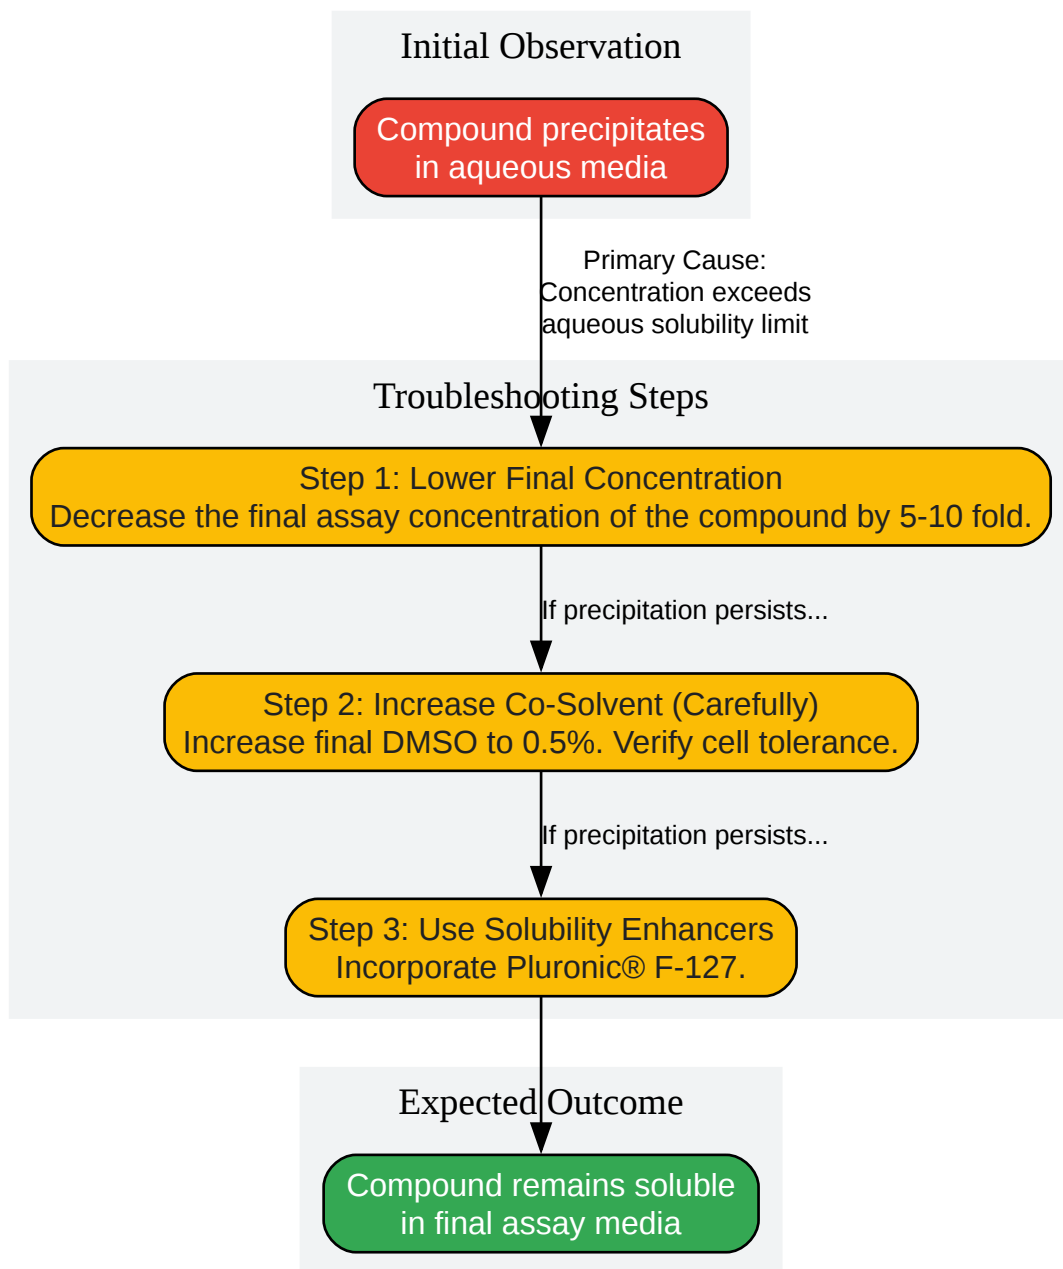 Initial Observation
Compound precipitates
in aqueous media
Primary Cause:
Concentration exceeds
aqueous solubility limit
Troubleshooting Steps
Step 1: Lower Final Concentration
Decrease the final assay concentration of the compound by 5-10 fold.
If precipitation persists...
Step 2: Increase Co-Solvent (Carefully)
Increase final DMSO to 0.5%. Verify cell tolerance.
If precipitation persists...
Step 3: Use Solubility Enhancers
Incorporate Pluronic® F-127.
Expected Outcome
Compound remains soluble
in final assay media